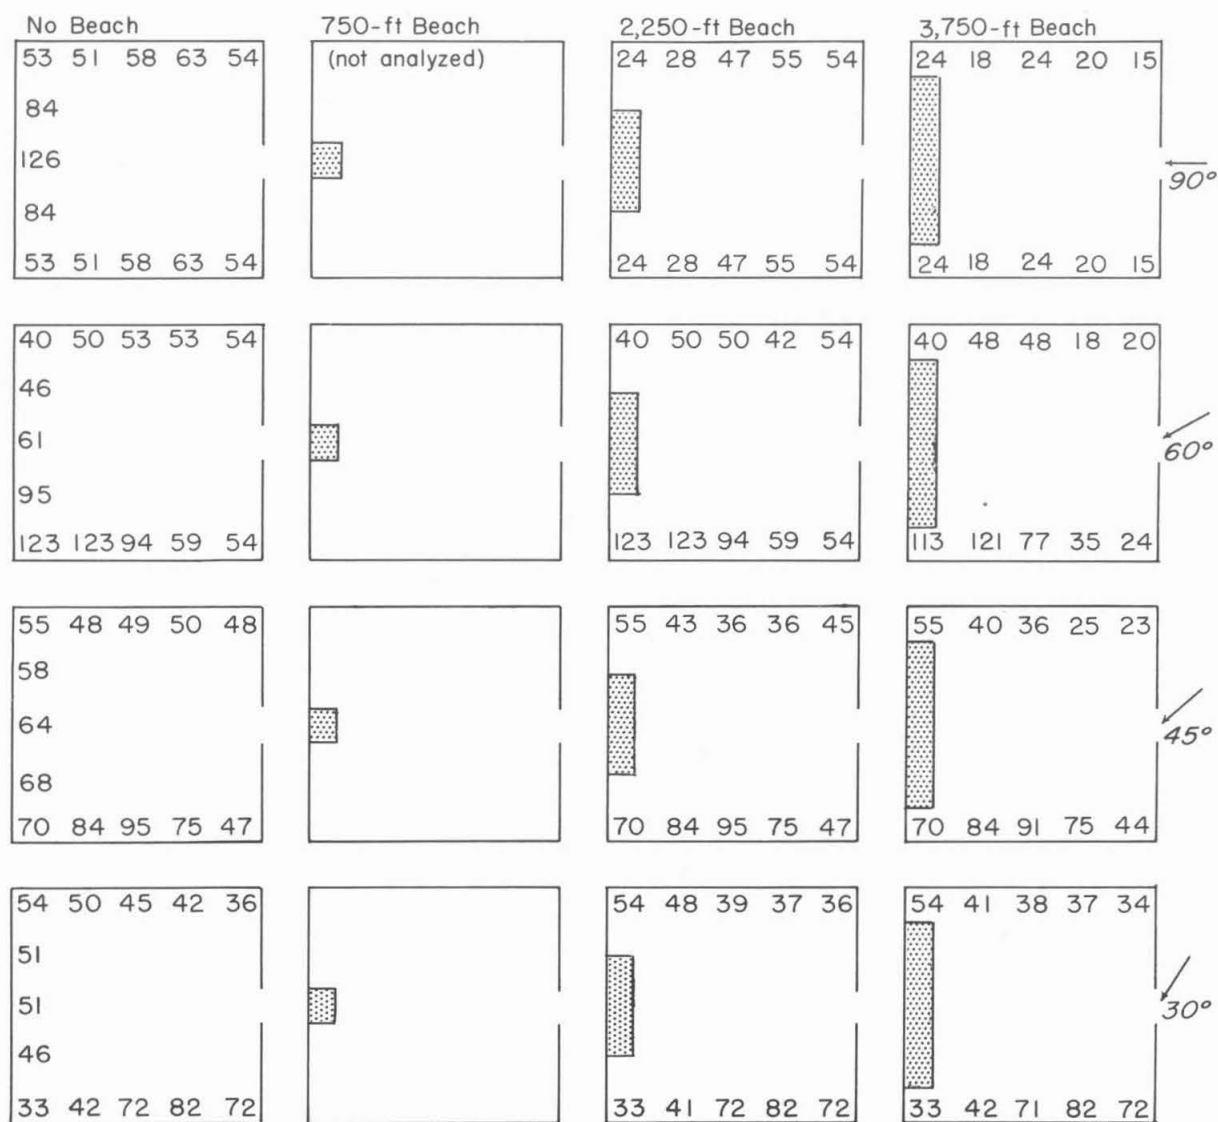 No Beach 750-ft Beach 2,250-ft Beach 3,750-ft Beach
53 51 58 63 54 (not analyzed) 24 28 47 55 54 24 18 24 20 15
84
126
90°
84
53 51 58 63 54 24 28 47 55 54 24 18 24 20 15
40 50 53 53 54 40 50 50 42 54 40 48 48 18 20
46
61
60°
95
123 123 94 59 54 123 123 94 59 54 113 121 77 35 24
55 48 49 50 48 55 43 36 36 45 55 40 36 25 23
58
64
45°
68
70 84 95 75 47 70 84 95 75 47 70 84 91 75 44
54 50 45 42 36 54 48 39 37 36 54 41 38 37 34
51
51
30°
46
33 42 72 82 72 33 41 72 82 72 33 42 71 82 72